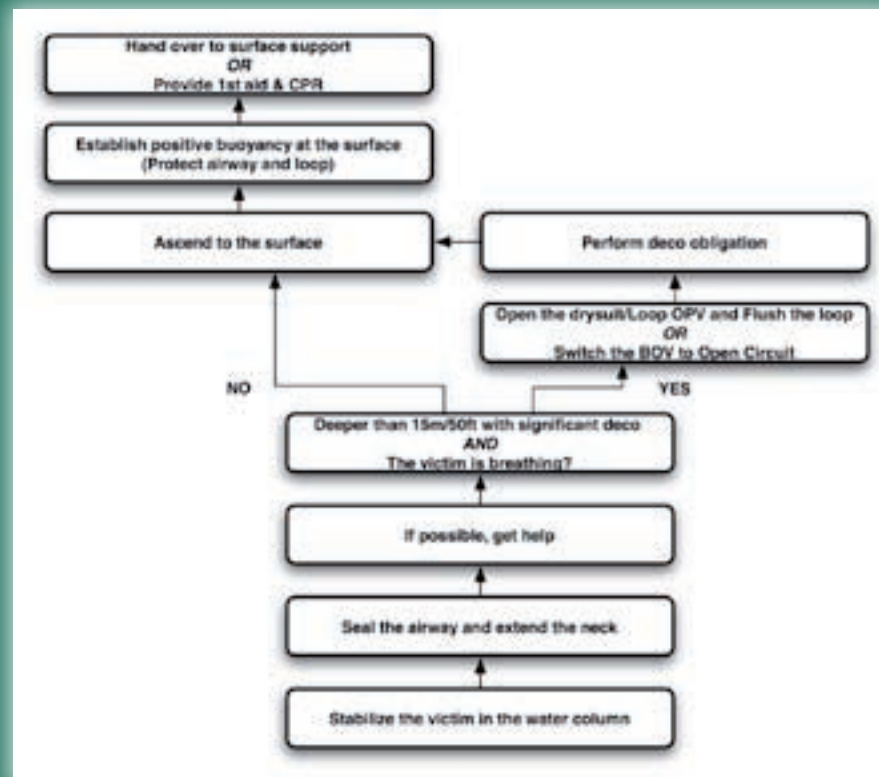 Hand over to surface support
OR
Provide 1st aid & CPR
Establish positive buoyancy at the surface
(Protect airway and loop)
Ascend to the surface
Perform deco obligation
Open the drysuit/Loop OPV and Flush the loop
OR
Switch the BOV to Open Circuit
NO
YES
Deeper than 15m/50ft with significant deco
AND
The victim is breathing?
If possible, get help
Seal the airway and extend the neck
Stabilize the victim in the water column